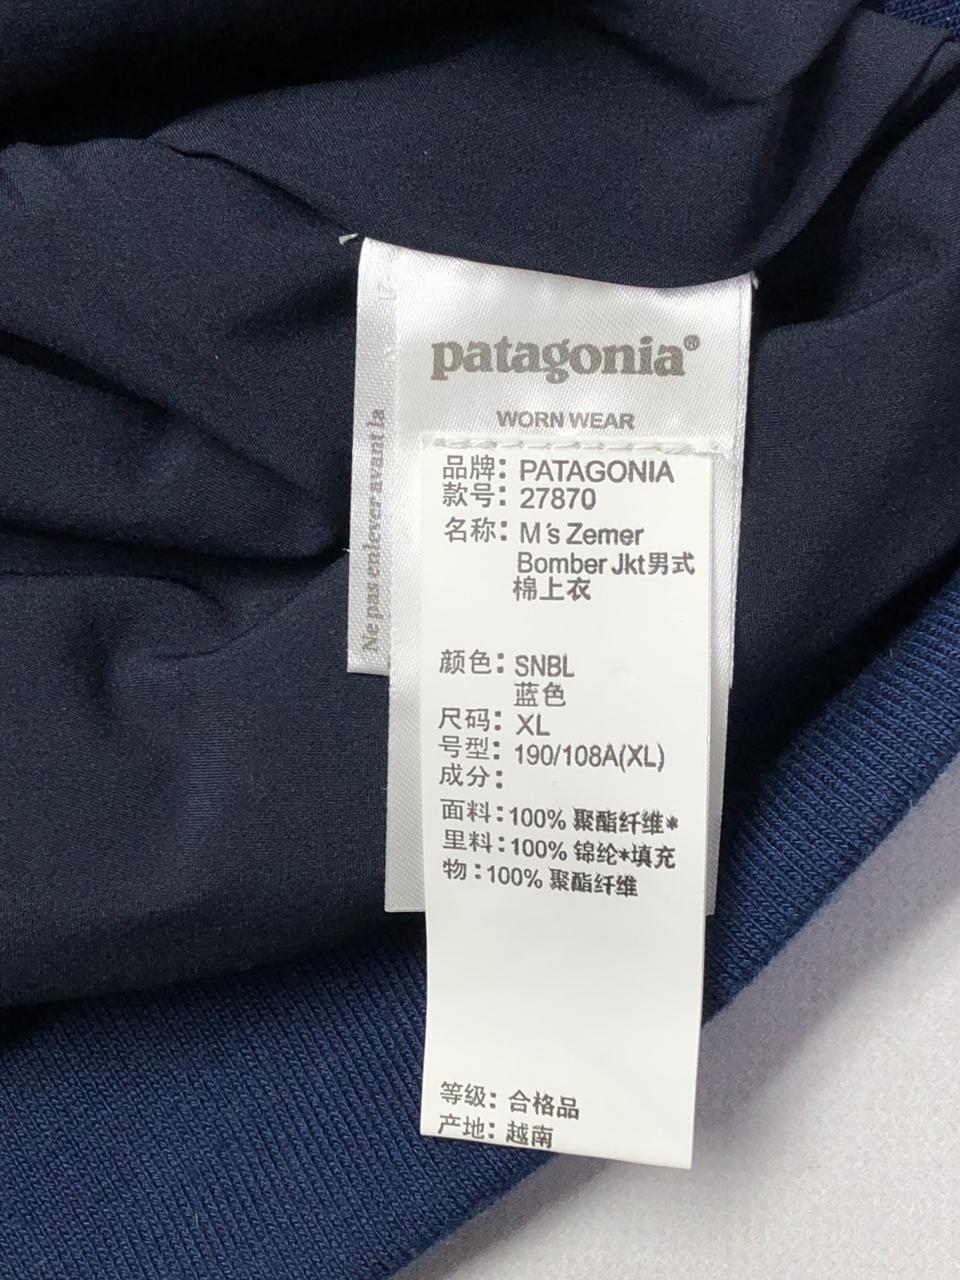 patagonia®
WORN WEAR
Ne pas enlever avant la
品牌：PATAGONIA
款号：27870
名称：M's Zemer
Bomber Jkt男式
棉上衣
颜色：SNBL
蓝色
尺码：XL
号型：190/108A(XL)
成分：
面料：100% 聚酯纤维*
里料：100% 锦纶*填充
物：100% 聚酯纤维
等级：合格品
产地：越南